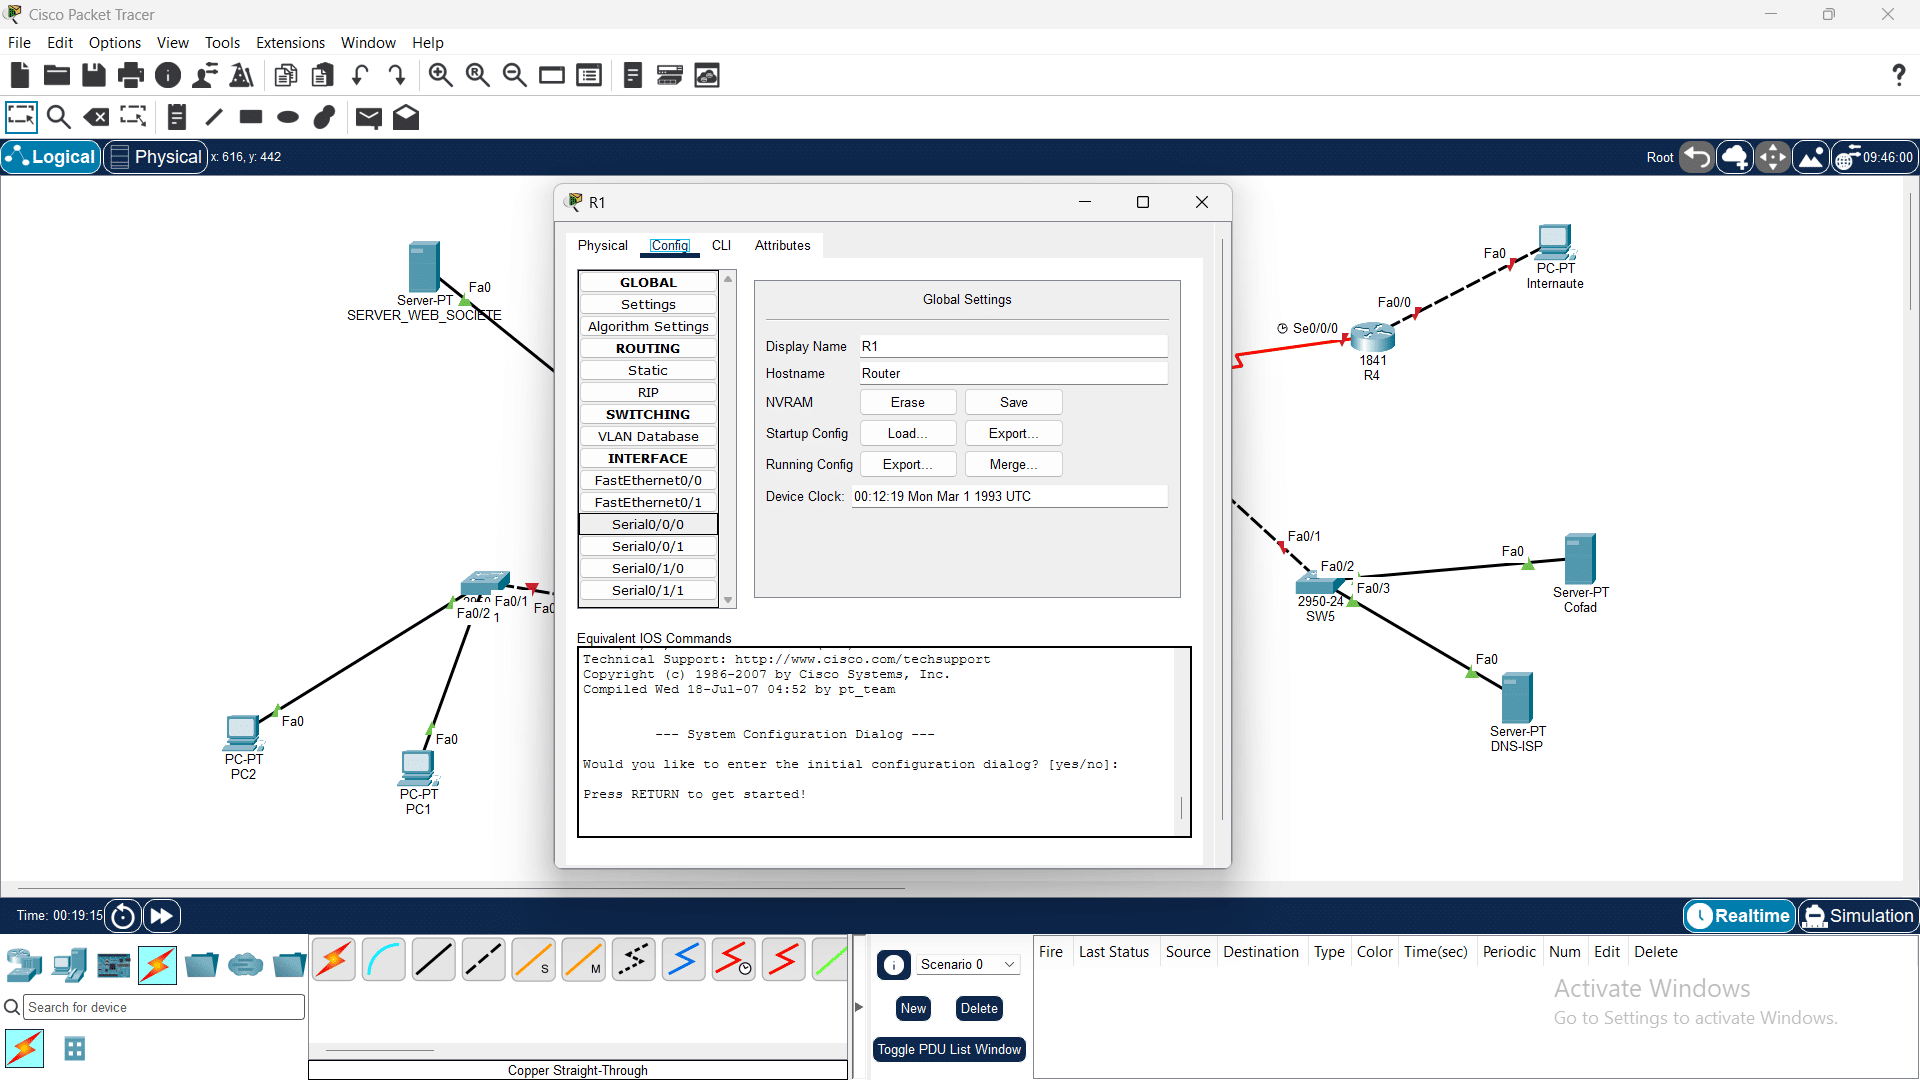 Cisco Packet Tracer
File Edit Options View Tools Extensions Window Help
Logical Physical x: 616, y: 442 Root 09:46:00
R1
Physical Config CLI Attributes
GLOBAL
Settings
Algorithm Settings
ROUTING
Static
RIP
SWITCHING
VLAN Database
INTERFACE
FastEthernet0/0
FastEthernet0/1
Serial0/0/0
Serial0/0/1
Serial0/1/0
Serial0/1/1
Global Settings
Display Name R1
Hostname Router
NVRAM Erase Save
Startup Config Load... Export...
Running Config Export... Merge...
Device Clock: 00:12:19 Mon Mar 1 1993 UTC
Equivalent IOS Commands
Technical Support: http://www.cisco.com/techsupport
Copyright (c) 1986-2007 by Cisco Systems, Inc.
Compiled Wed 18-Jul-07 04:52 by pt_team
--- System Configuration Dialog ---
Would you like to enter the initial configuration dialog? [yes/no]:
Press RETURN to get started!
Fa0
Server-PT
SERVER_WEB_SOCIETE
Fa0/1
Fa0/2
1
Fa0
PC-PT
PC2
Fa0
PC-PT
PC1
Fa0
PC-PT
Internaute
Fa0/0
Se0/0/0
1841
R4
Fa0/1
Fa0/2
Fa0/3
2950-24
SW5
Fa0
Server-PT
Cofad
Fa0
Server-PT
DNS-ISP
Time: 00:19:15 Realtime Simulation
Search for device
S M
Copper Straight-Through
Scenario 0
New Delete
Toggle PDU List Window
Fire Last Status Source Destination Type Color Time(sec) Periodic Num Edit Delete
Activate Windows
Go to Settings to activate Windows.